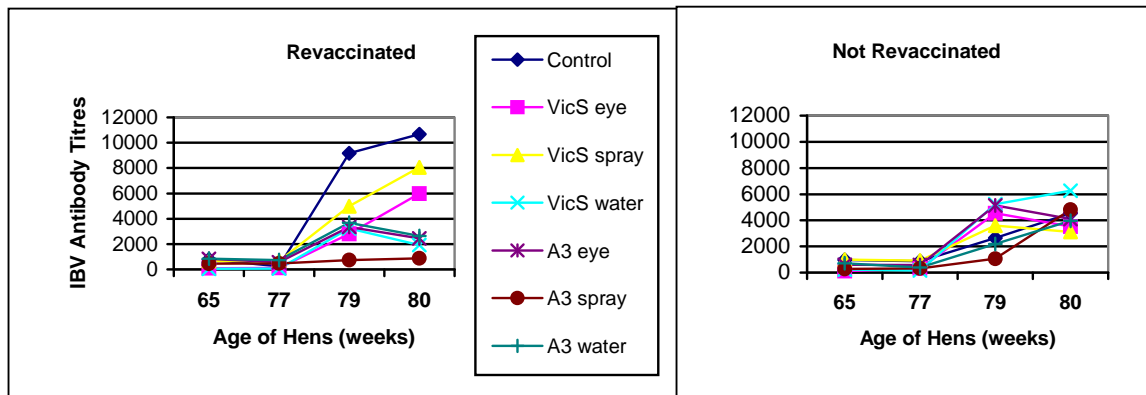 Revaccinated
IBV Antibody Titres
12000
10000
8000
6000
4000
2000
0
65 77 79 80
Age of Hens (weeks)
Control
VicS eye
VicS spray
VicS water
A3 eye
A3 spray
A3 water
Not Revaccinated
12000
10000
8000
6000
4000
2000
0
65 77 79 80
Age of Hens (weeks)